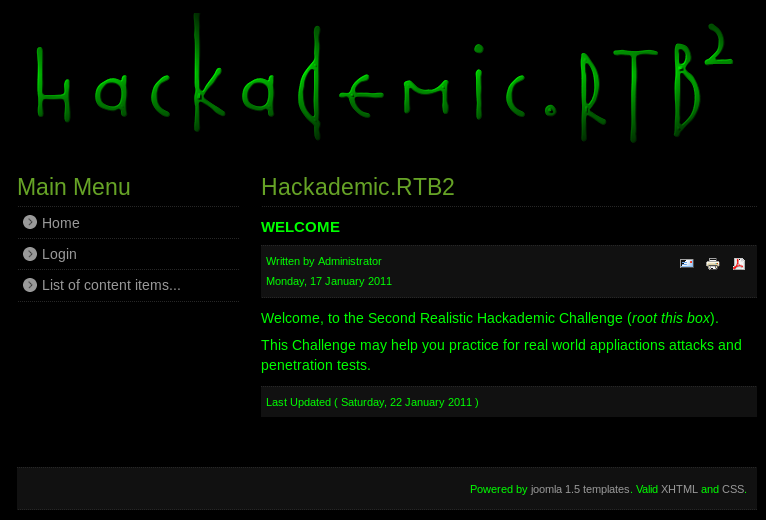 Hackademic.RTB2
Main Menu
Home
Login
List of content items...
Hackademic.RTB2
WELCOME
Written by Administrator
Monday, 17 January 2011
Welcome, to the Second Realistic Hackademic Challenge (root this box).
This Challenge may help you practice for real world appliactions attacks and
penetration tests.
Last Updated ( Saturday, 22 January 2011 )
Powered by joomla 1.5 templates. Valid XHTML and CSS.